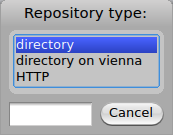 Repository type:
directory
directory on vienna
HTTP
Cancel